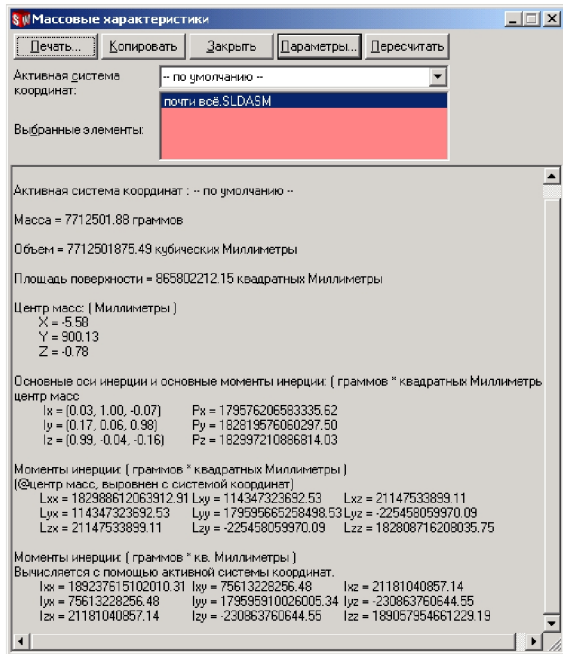 Массовые характеристики
Печать... Копировать Закрыть Параметры... Пересчитать
Активная система координат: -- по умолчанию --
Выбранные элементы: почти всё.SLDASM
Активная система координат : -- по умолчанию --
Масса = 7712501.88 граммов
Объем = 7712501875.49 кубических Миллиметры
Площадь поверхности = 865802212.15 квадратных Миллиметры
Центр масс: ( Миллиметры )
X = -5.58
Y = 900.13
Z = -0.78
Основные оси инерции и основные моменты инерции: ( граммов * квадратных Миллиметры
центр масс
Ix = (0.03, 1.00, -0.07) Px = 179576206583335.62
Iy = (0.17, 0.06, 0.98) Py = 182819576060297.50
Iz = (0.99, -0.04, -0.16) Pz = 182997210886814.03
Моменты инерции: ( граммов * квадратных Миллиметры )
(@центр масс, выровнен с системой координат)
Lxx = 182988612063912.91 Lxy = 114347323692.53 Lxz = 21147533899.11
Lyx = 114347323692.53 Lyy = 179595665258498.53 Lyz = -225458059970.09
Lzx = 21147533899.11 Lzy = -225458059970.09 Lzz = 182808716208035.75
Моменты инерции: ( граммов * кв. Миллиметры )
Вычисляется с помощью активной системы координат.
Ixx = 189237615102010.31 Ixy = 75613228256.48 Ixz = 21181040857.14
Iyx = 75613228256.48 Iyy = 179595910026005.34 Iyz = -230863760644.55
Izx = 21181040857.14 Izy = -230863760644.55 Izz = 189057954661229.19